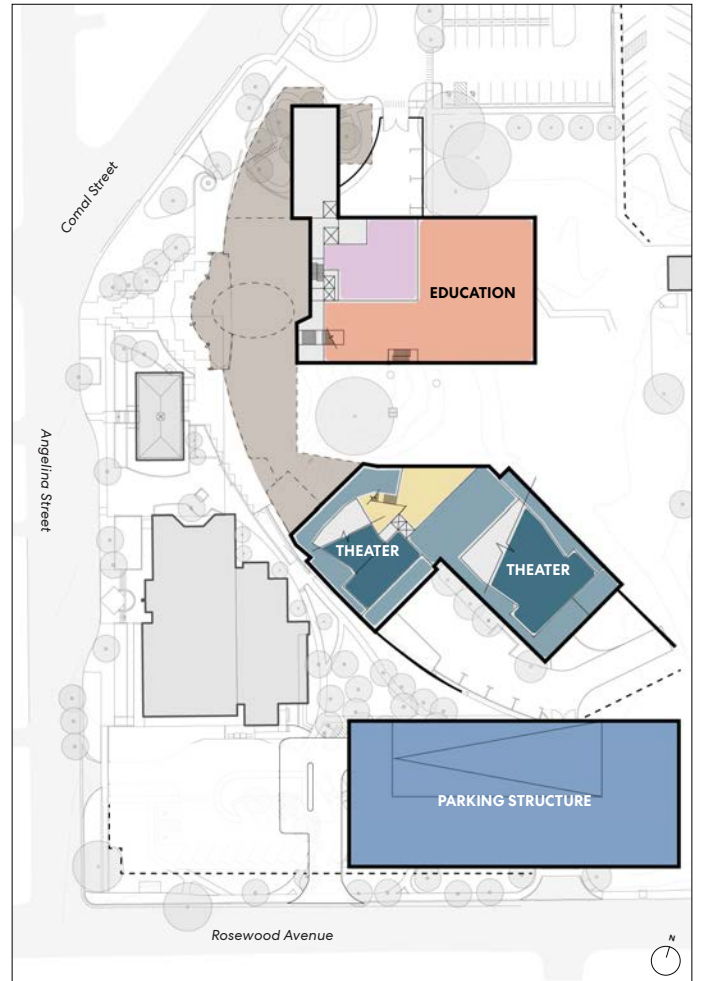 Comal Street
EDUCATION
Angelina Street
THEATER
THEATER
PARKING STRUCTURE
Rosewood Avenue
N